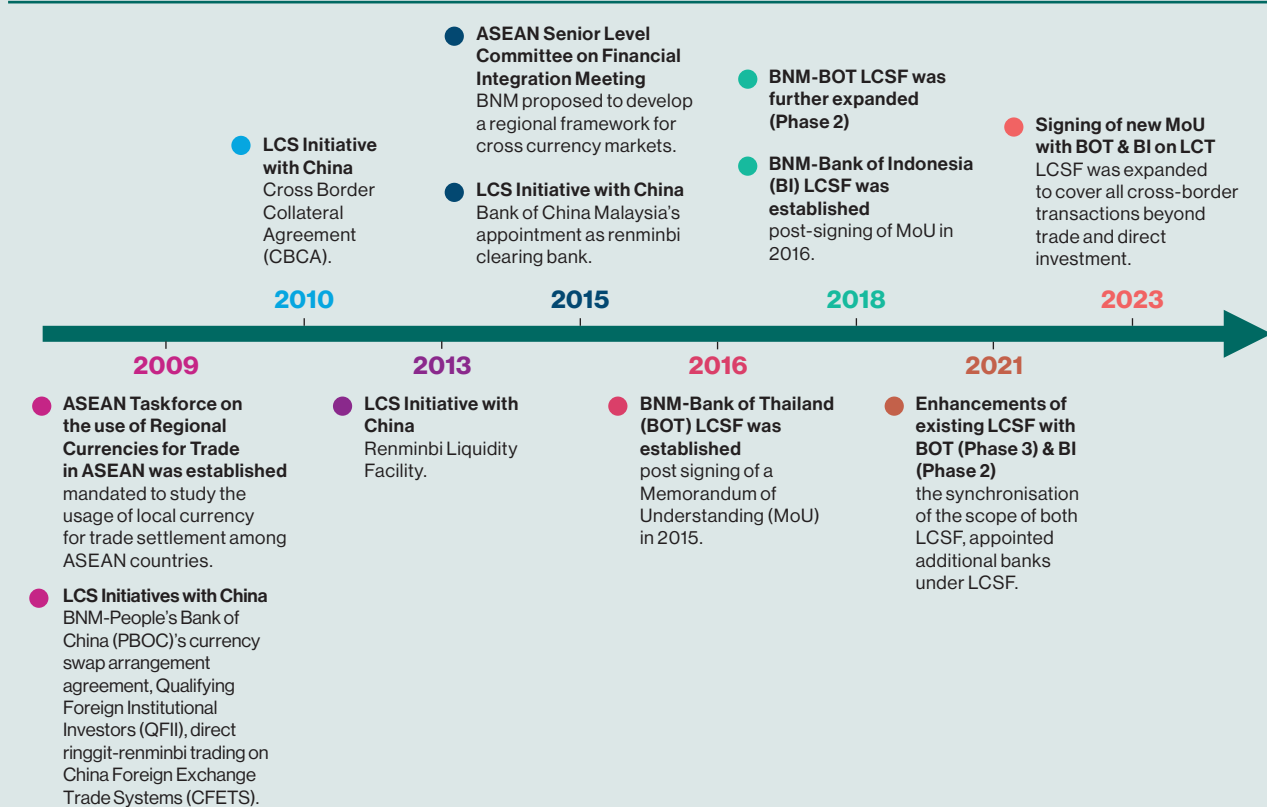 ASEAN Senior Level
Committee on Financial
Integration Meeting
BNM proposed to develop
a regional framework for
cross currency markets.
LCS Initiative with China
Bank of China Malaysia's
appointment as renminbi
clearing bank.
BNM-BOT LCSF was
further expanded
(Phase 2)
BNM-Bank of Indonesia
(BI) LCSF was
established
post-signing of MoU in
2016.
Signing of new MoU
with BOT & BI on LCT
LCSF was expanded
to cover all cross-border
transactions beyond
trade and direct
investment.
LCS Initiative
with China
Cross Border
Collateral
Agreement
(CBCA).
2010
2015
2018
2023
2009
2013
2016
2021
ASEAN Taskforce on
the use of Regional
Currencies for Trade
in ASEAN was established
mandated to study the
usage of local currency
for trade settlement among
ASEAN countries.
LCS Initiatives with China
BNM-People's Bank of
China (PBOC)'s currency
swap arrangement
agreement, Qualifying
Foreign Institutional
Investors (QFII), direct
ringgit-renminbi trading on
China Foreign Exchange
Trade Systems (CFETS).
LCS Initiative with
China
Renminbi Liquidity
Facility.
BNM-Bank of Thailand
(BOT) LCSF was
established
post signing of a
Memorandum of
Understanding (MoU)
in 2015.
Enhancements of
existing LCSF with
BOT (Phase 3) & BI
(Phase 2)
the synchronisation
of the scope of both
LCSF, appointed
additional banks
under LCSF.